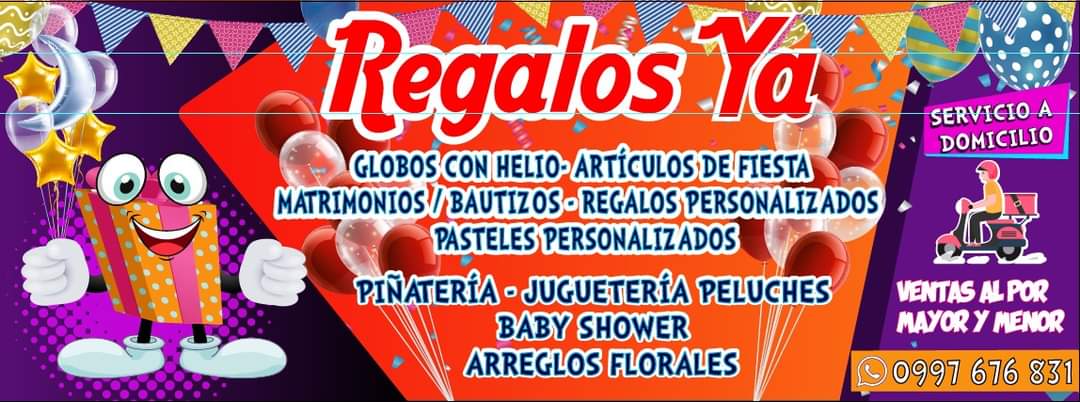 Regalos Ya
GLOBOS CON HELIO- ARTÍCULOS DE FIESTA
MATRIMONIOS / BAUTIZOS - REGALOS PERSONALIZADOS
PASTELES PERSONALIZADOS
PIÑATERÍA - JUGUETERÍA PELUCHES
BABY SHOWER
ARREGLOS FLORALES
SERVICIO A
DOMICILIO
VENTAS AL POR
MAYOR Y MENOR
0997 676 831